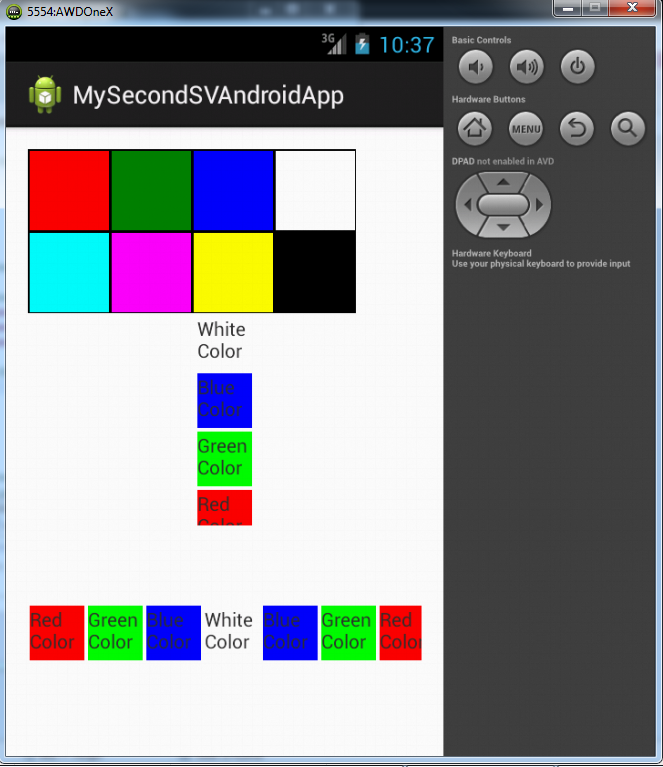 5554:AWDOneX
3G 10:37
MySecondSVAndroidApp
Basic Controls
Hardware Buttons
MENU
DPAD not enabled in AVD
Hardware Keyboard
Use your physical keyboard to provide input
White
Color
Blue
Color
Green
Color
Red
Color
Red Green Blue White Blue Green Red
Color Color Color Color Color Color Color